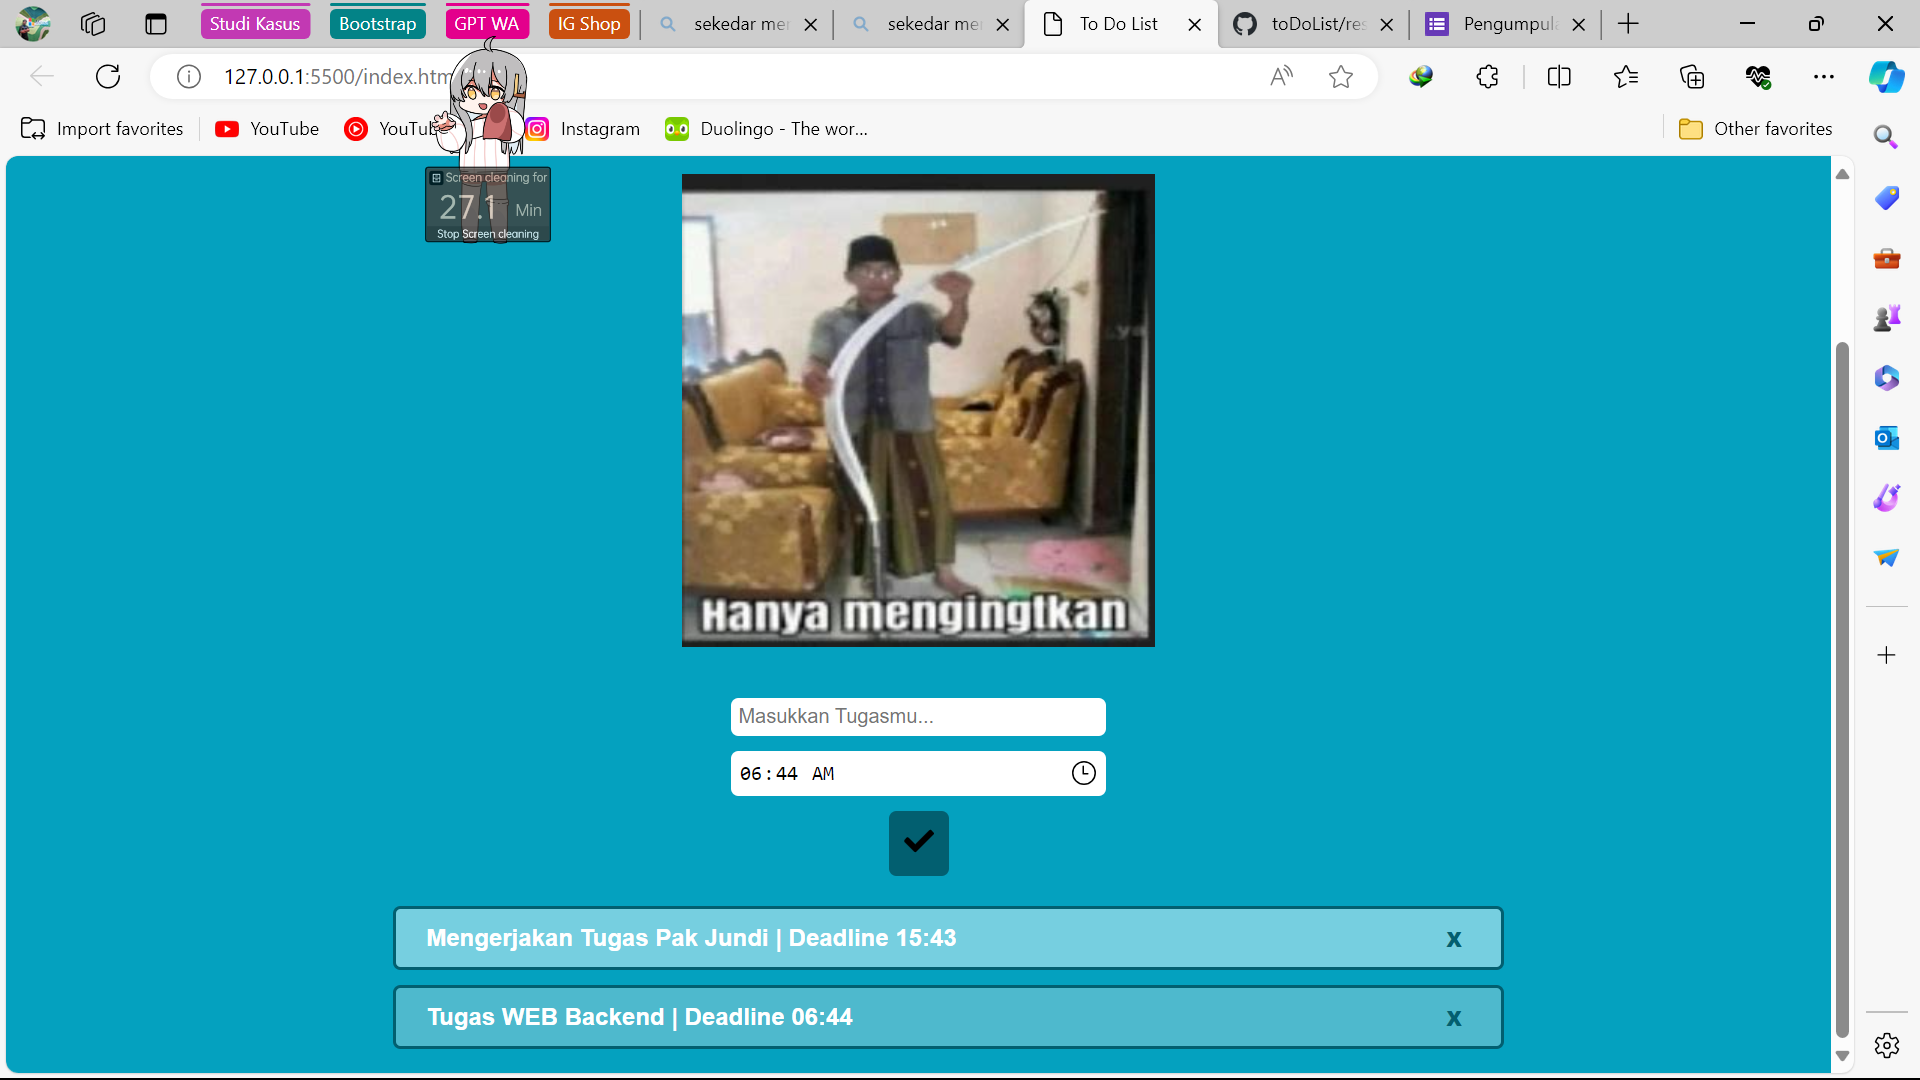 Studi Kasus
Bootstrap
GPT WA
IG Shop
sekedar me
sekedar me
To Do List
toDoList/res
Pengumpul
127.0.0.1:5500/index.htm
Import favorites
YouTube
YouTub
Instagram
Duolingo - The wor...
Other favorites
Screen cleaning for
27.1 Min
Stop Screen cleaning
Hanya mengingtkan
Masukkan Tugasmu...
06:44 AM
Mengerjakan Tugas Pak Jundi | Deadline 15:43
x
Tugas WEB Backend | Deadline 06:44
x